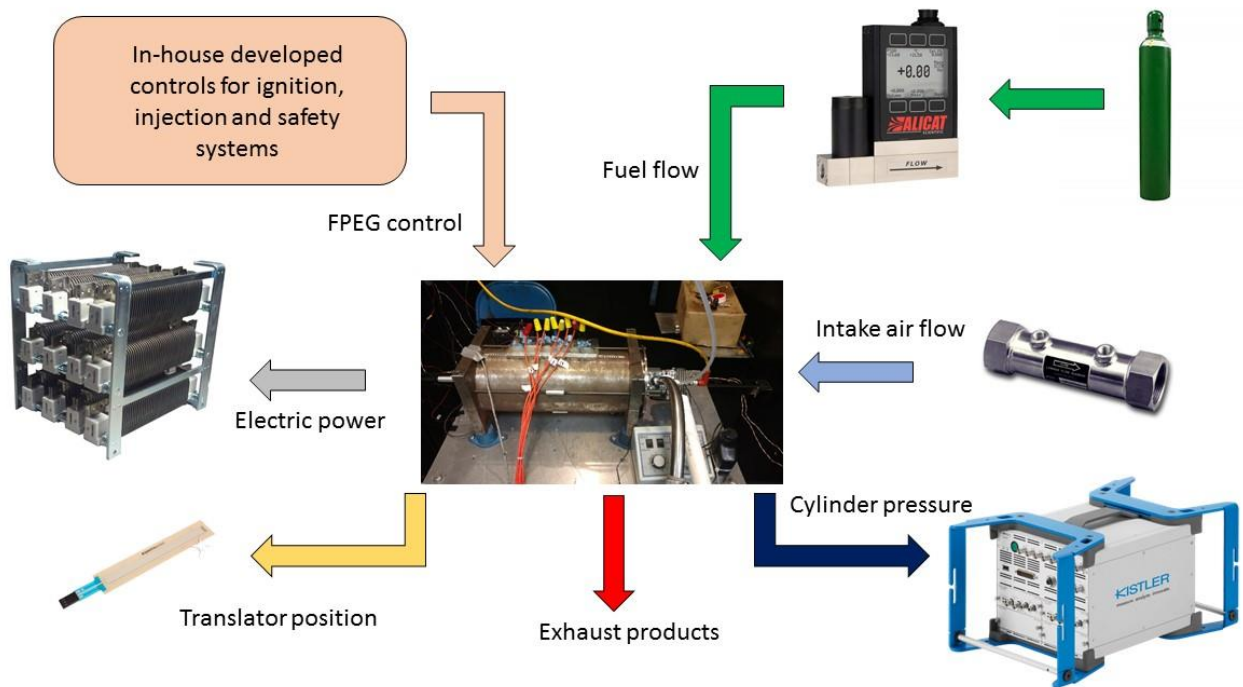 In-house developed
controls for ignition,
injection and safety
systems
+0.00
ALICAT
SCIENTIFIC
FLOW
Fuel flow
FPEG control
Intake air flow
Electric power
Cylinder pressure
KISTLER
Translator position
Exhaust products